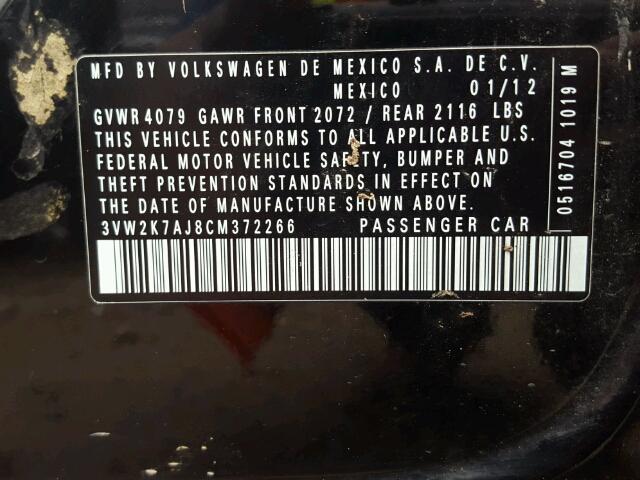 MFD BY VOLKSWAGEN DE MEXICO S.A. DE C.V.
MEXICO 01/12
GVWR 4079 GAWR FRONT 2072 / REAR 2116 LBS
THIS VEHICLE CONFORMS TO ALL APPLICABLE U.S.
FEDERAL MOTOR VEHICLE SAFETY, BUMPER AND
THEFT PREVENTION STANDARDS IN EFFECT ON
THE DATE OF MANUFACTURE SHOWN ABOVE.
3VW2K7AJ8CM372266 PASSENGER CAR
0516704 1019 M